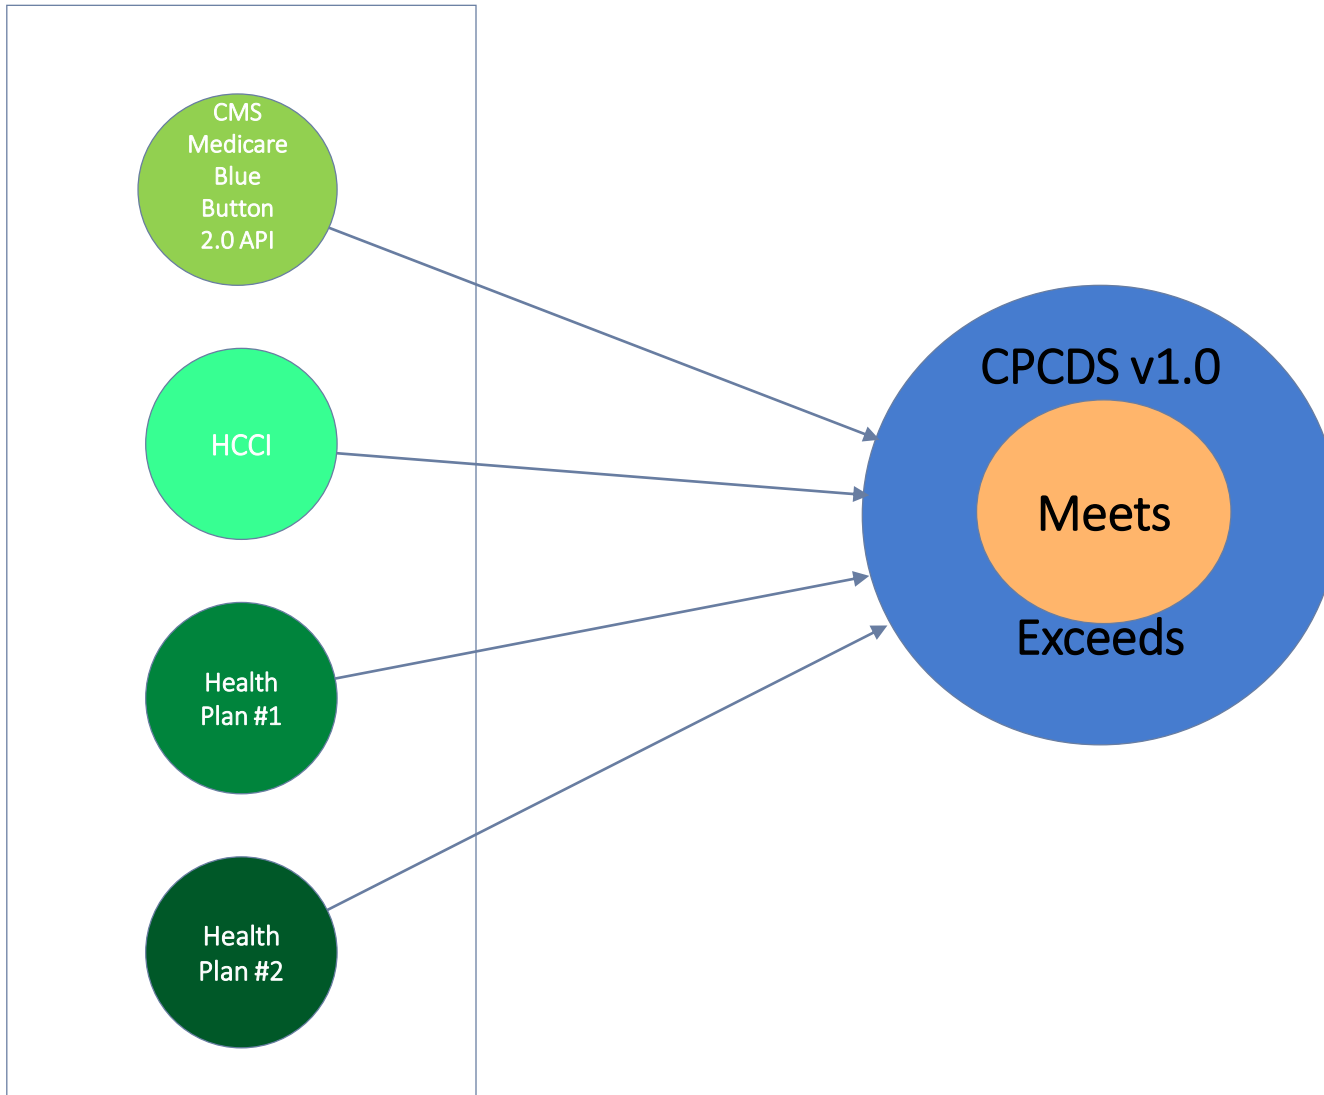 CMS
Medicare
Blue
Button
2.0 API
HCCI
Health
Plan #1
Health
Plan #2
CPCDS v1.0
Meets
Exceeds